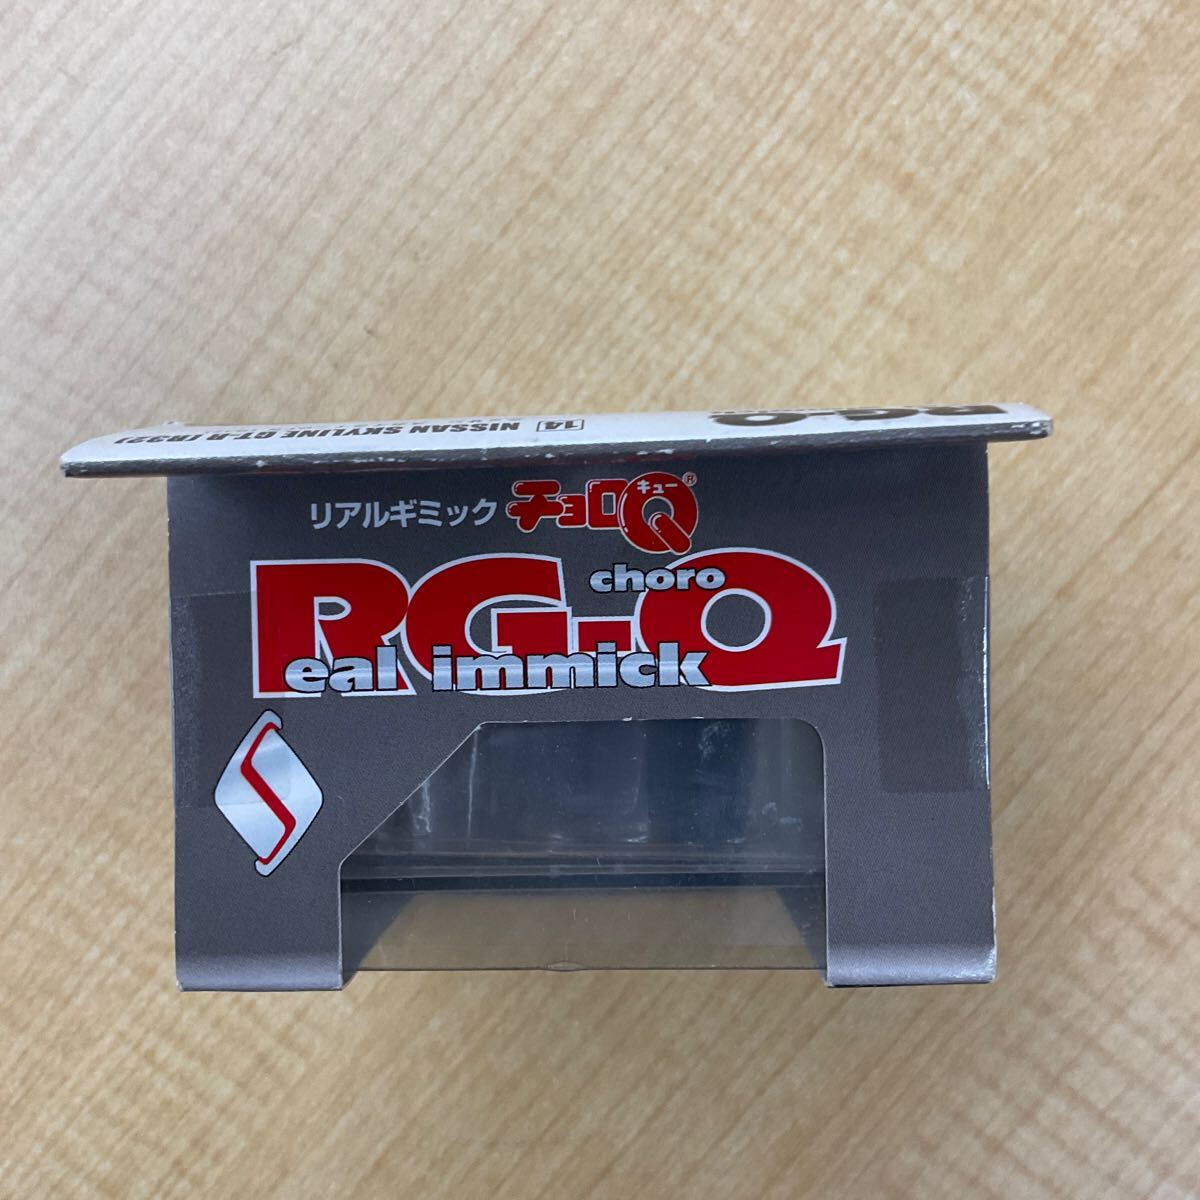 [14] NISSAN SKYLINE GT-R (R32)
RG-Q
リアルギミック チョロQ キュー ®
RG-Q
choro
eal immick
S